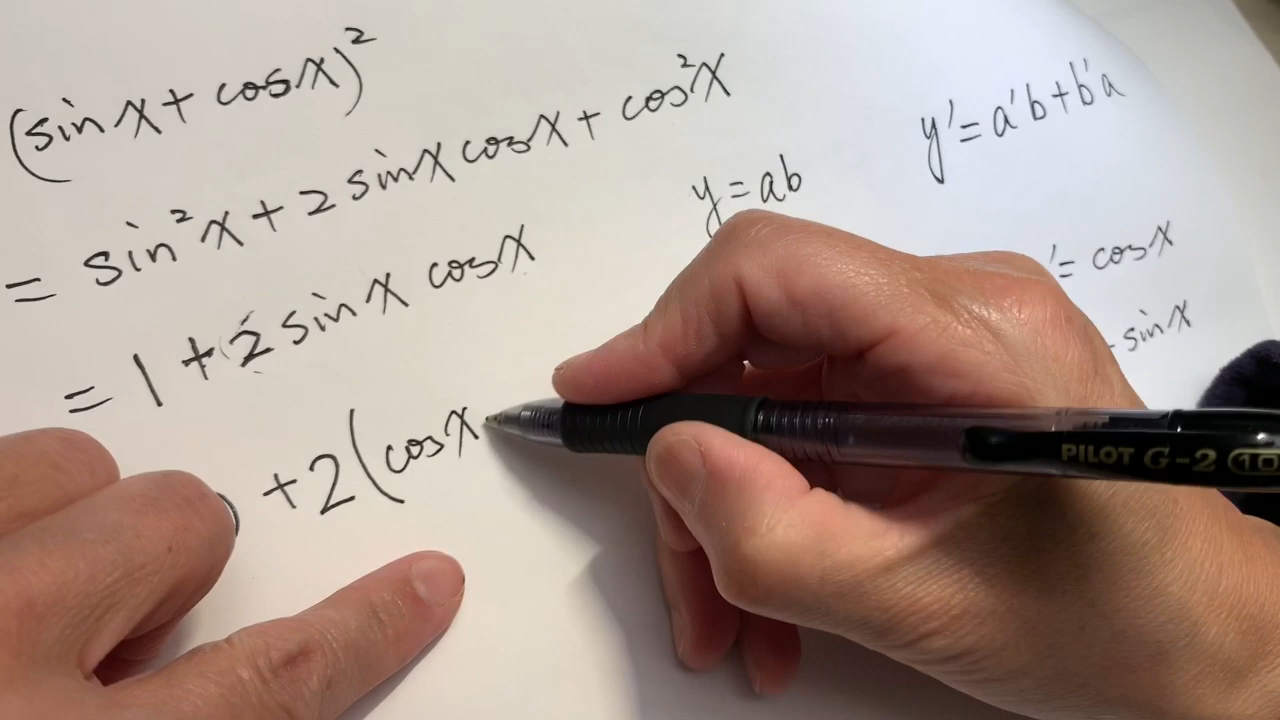 (sin x + cos x)²
= sin²x + 2 sin x cos x + cos²x
= 1 + 2 sin x cos x
+2(cos x
y = ab
y' = a'b + b'a
' = cos x
- sin x
PILOT G-2 10